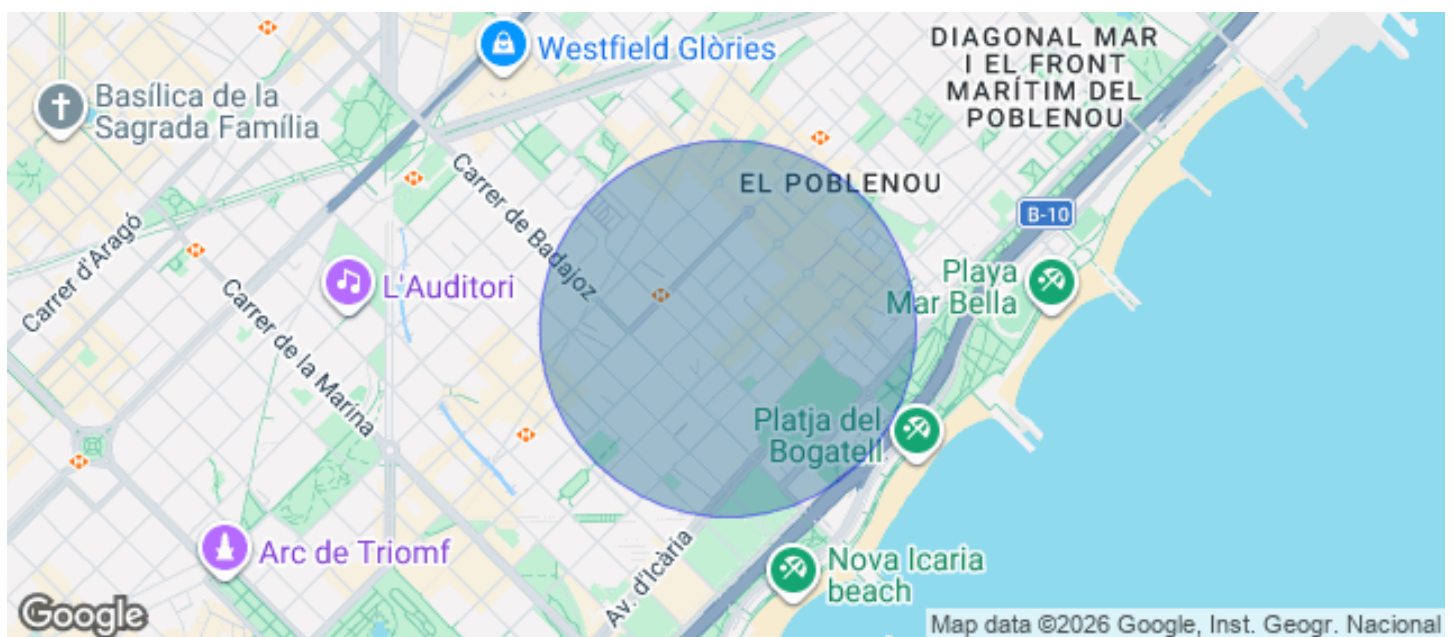 Westfield Glòries
DIAGONAL MAR
I EL FRONT
MARÍTIM DEL
POBLENOU
Basílica de la
Sagrada Família
Carrer de Badajoz
EL POBLENOU
B-10
Carrer d'Aragó
L'Auditori
Playa
Mar Bella
Carrer de la Marina
Platja del
Bogatell
Arc de Triomf
Av. d'Icària
Nova Icaria
beach
Google
Map data ©2026 Google, Inst. Geogr. Nacional